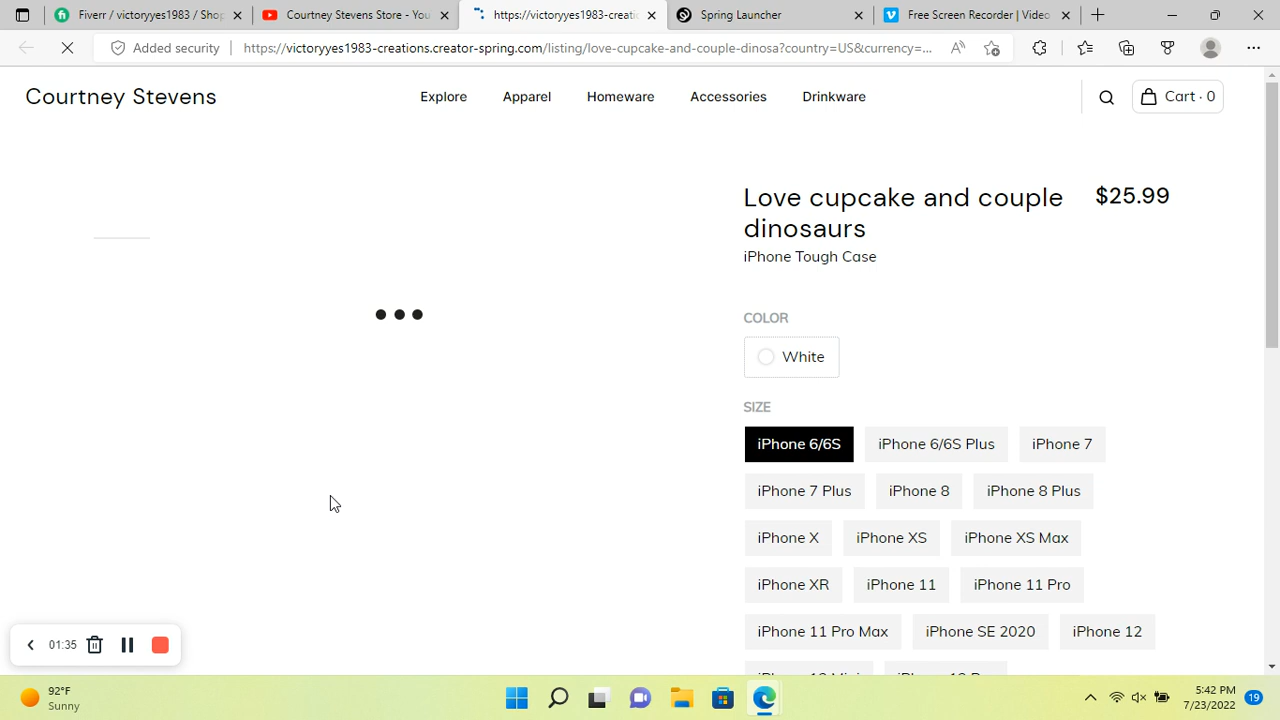 Fiverr / victoryyes1983 / Shop
Courtney Stevens Store - You
https://victoryyes1983-creatio
Spring Launcher
Free Screen Recorder | Video
Added security
https://victoryyes1983-creations.creator-spring.com/listing/love-cupcake-and-couple-dinosa?country=US&currency=...
Courtney Stevens
Explore
Apparel
Homeware
Accessories
Drinkware
Cart · 0
Love cupcake and couple
dinosaurs
$25.99
iPhone Tough Case
COLOR
White
SIZE
iPhone 6/6S
iPhone 6/6S Plus
iPhone 7
iPhone 7 Plus
iPhone 8
iPhone 8 Plus
iPhone X
iPhone XS
iPhone XS Max
iPhone XR
iPhone 11
iPhone 11 Pro
iPhone 11 Pro Max
iPhone SE 2020
iPhone 12
01:35
92°F
Sunny
5:42 PM
7/23/2022
19